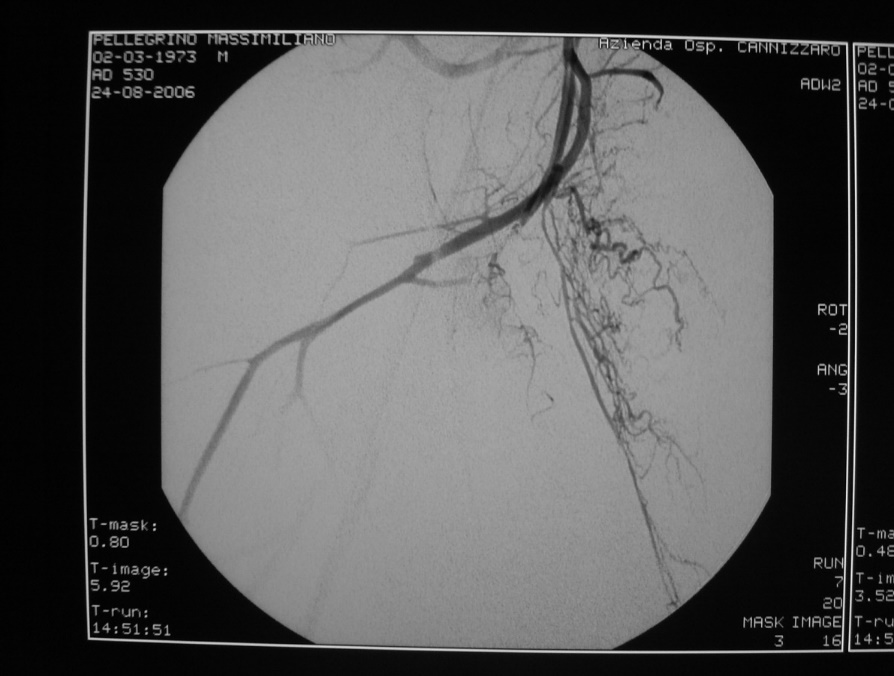 PELLEGRINO MASSIMILIANO
02-03-1973 M
AD 530
24-08-2006
Azienda Osp. CANNIZZARO
ADW2
ROT
-2
ANG
-3
T-mask:
0.80
T-image:
5.92
T-run:
14:51:51
RUN
7
20
MASK IMAGE
3 16
PELL
02-0
AD 5
24-0
T-ma
0.48
T-im
3.52
T-ru
14:5